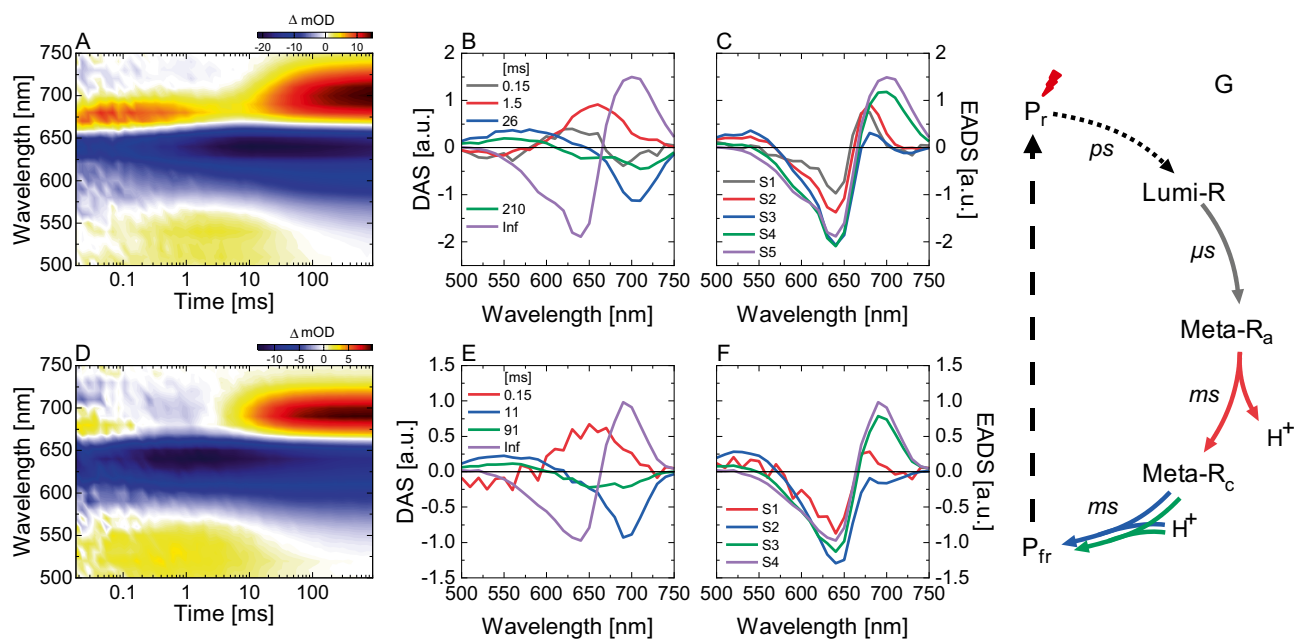 A
Δ mOD
-20 -10 0 10
Wavelength [nm]
750
700
650
600
550
500
0.1 1 10 100
Time [ms]
B
DAS [a.u.]
2
1
0
-1
-2
[ms]
0.15
1.5
26
210
Inf
500 550 600 650 700 750
Wavelength [nm]
C
EADS [a.u.]
2
1
0
-1
-2
S1
S2
S3
S4
S5
500 550 600 650 700 750
Wavelength [nm]
D
Δ mOD
-10 -5 0 5
Wavelength [nm]
750
700
650
600
550
500
0.1 1 10 100
Time [ms]
E
DAS [a.u.]
1.5
1.0
0.5
0.0
-0.5
-1.0
-1.5
[ms]
0.15
11
91
Inf
500 550 600 650 700 750
Wavelength [nm]
F
EADS [a.u.]
1.5
1.0
0.5
0.0
-0.5
-1.0
-1.5
S1
S2
S3
S4
500 550 600 650 700 750
Wavelength [nm]
G
Pr
ps
Lumi-R
μs
Meta-Ra
ms
H+
Meta-Rc
ms
H+
Pfr